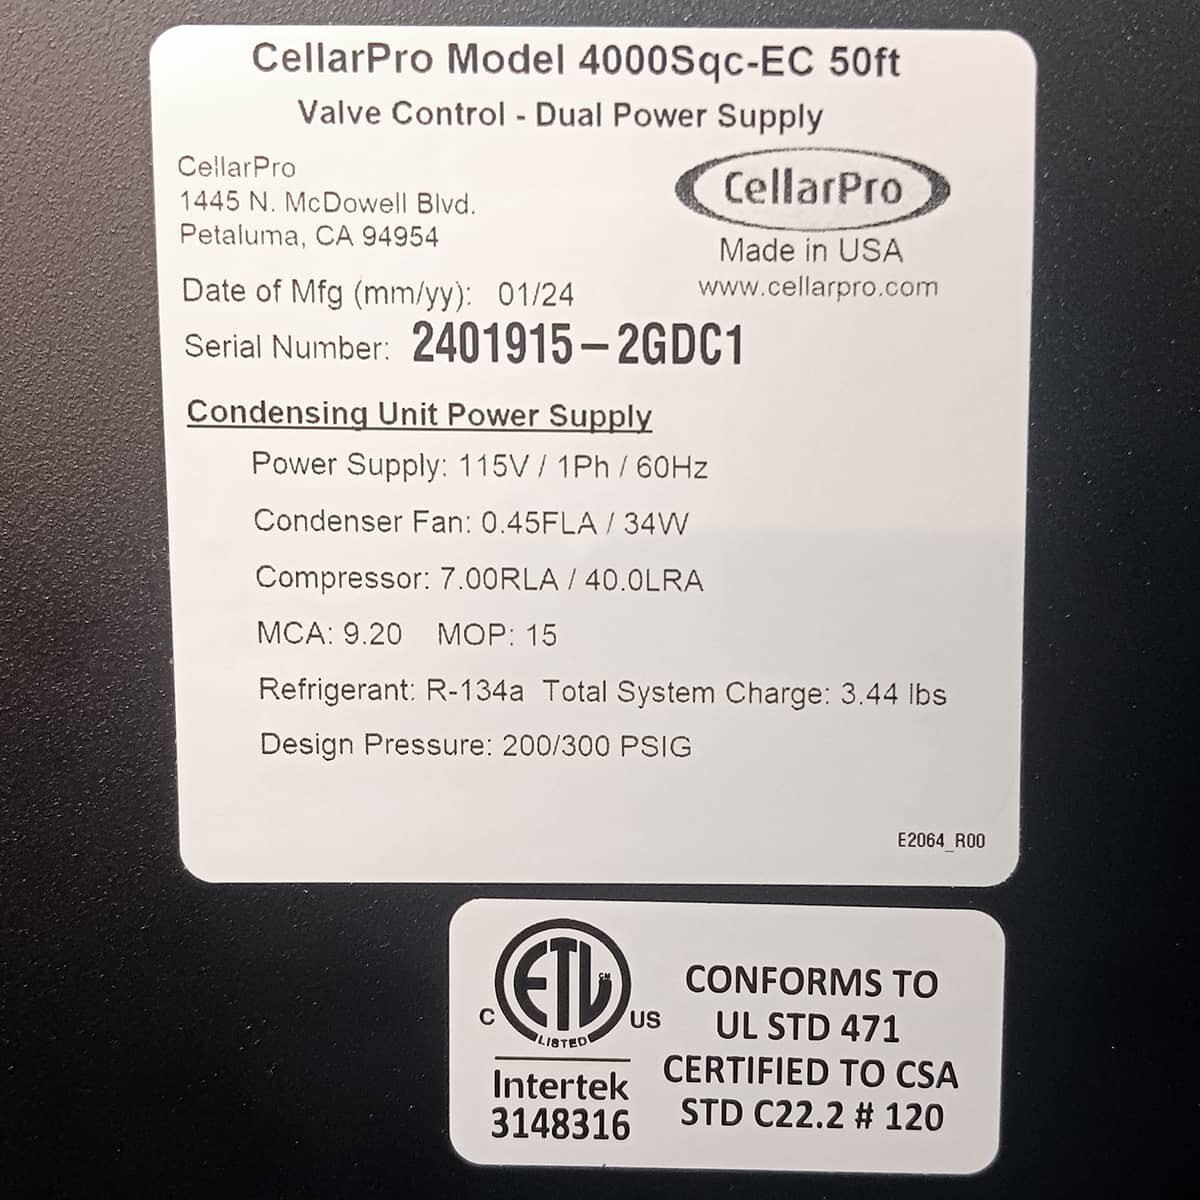 CellarPro Model 4000Sqc-EC 50ft
Valve Control - Dual Power Supply
CellarPro
1445 N. McDowell Blvd.
Petaluma, CA 94954
CellarPro
Made in USA
www.cellarpro.com
Date of Mfg (mm/yy): 01/24
Serial Number: 2401915-2GDC1
Condensing Unit Power Supply
Power Supply: 115V / 1Ph / 60Hz
Condenser Fan: 0.45FLA / 34W
Compressor: 7.00RLA / 40.0LRA
MCA: 9.20 MOP: 15
Refrigerant: R-134a Total System Charge: 3.44 lbs
Design Pressure: 200/300 PSIG
E2064_R00
ETL
CM
C US
LISTED
Intertek
3148316
CONFORMS TO
UL STD 471
CERTIFIED TO CSA
STD C22.2 # 120